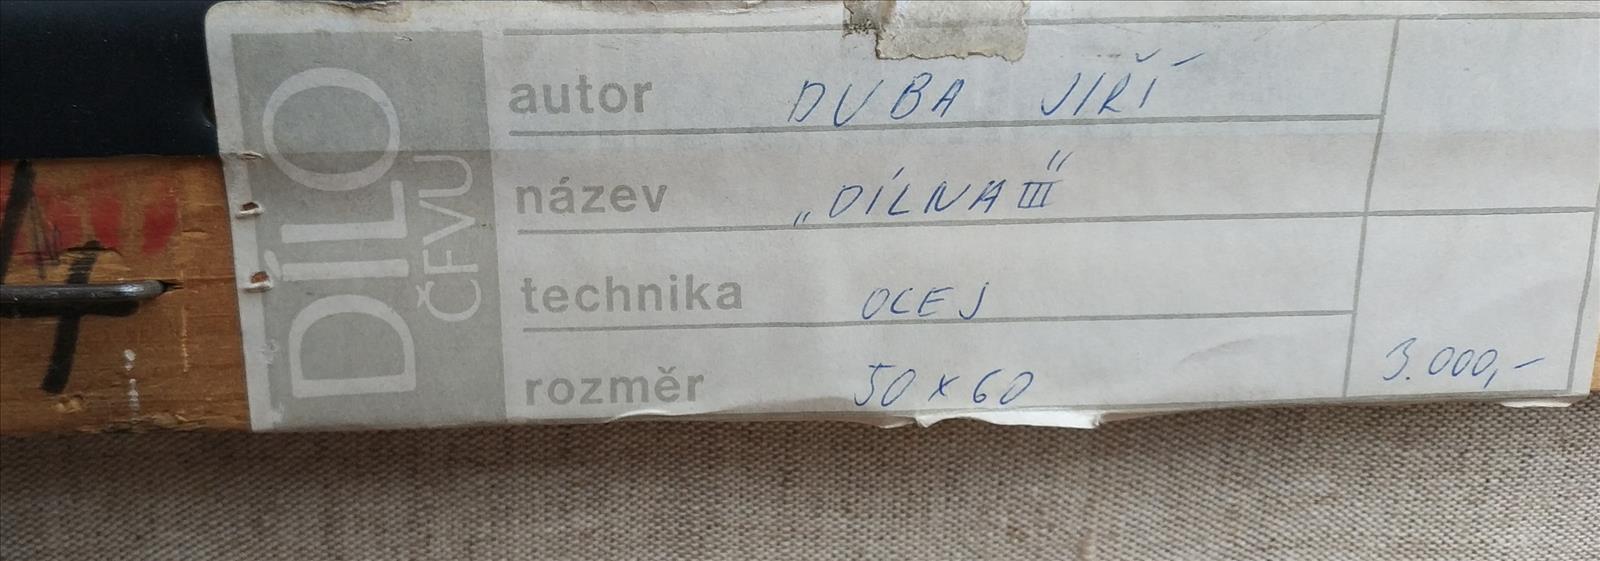 DÍLO
ČFVU
autor DUBA JIŘÍ
název „DÍLNA III“
technika OLEJ
rozměr 50 x 60
3.000,-